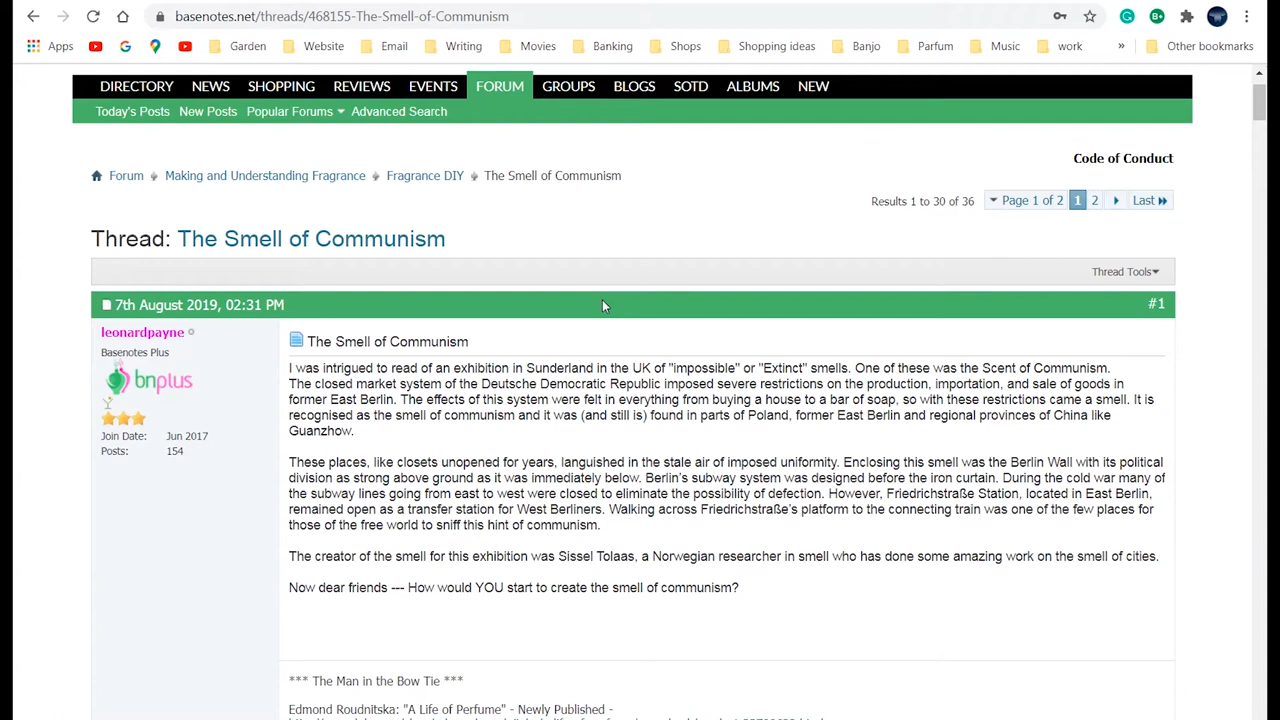 basenotes.net/threads/468155-The-Smell-of-Communism
Apps Garden Website Email Writing Movies Banking Shops Shopping ideas Banjo Parfum Music work » Other bookmarks
DIRECTORY NEWS SHOPPING REVIEWS EVENTS FORUM GROUPS BLOGS SOTD ALBUMS NEW
Today's Posts New Posts Popular Forums Advanced Search
Code of Conduct
Forum Making and Understanding Fragrance Fragrance DIY The Smell of Communism
Results 1 to 30 of 36 Page 1 of 2 1 2 Last
Thread: The Smell of Communism
Thread Tools
7th August 2019, 02:31 PM #1
leonardpayne
Basenotes Plus
bnplus
Join Date: Jun 2017
Posts: 154
The Smell of Communism
I was intrigued to read of an exhibition in Sunderland in the UK of "impossible" or "Extinct" smells. One of these was the Scent of Communism.
The closed market system of the Deutsche Democratic Republic imposed severe restrictions on the production, importation, and sale of goods in
former East Berlin. The effects of this system were felt in everything from buying a house to a bar of soap, so with these restrictions came a smell. It is
recognised as the smell of communism and it was (and still is) found in parts of Poland, former East Berlin and regional provinces of China like
Guanzhow.
These places, like closets unopened for years, languished in the stale air of imposed uniformity. Enclosing this smell was the Berlin Wall with its political
division as strong above ground as it was immediately below. Berlin's subway system was designed before the iron curtain. During the cold war many of
the subway lines going from east to west were closed to eliminate the possibility of defection. However, Friedrichstraße Station, located in East Berlin,
remained open as a transfer station for West Berliners. Walking across Friedrichstraße's platform to the connecting train was one of the few places for
those of the free world to sniff this hint of communism.
The creator of the smell for this exhibition was Sissel Tolaas, a Norwegian researcher in smell who has done some amazing work on the smell of cities.
Now dear friends --- How would YOU start to create the smell of communism?
*** The Man in the Bow Tie ***
Edmond Roudnitska: "A Life of Perfume" - Newly Published -